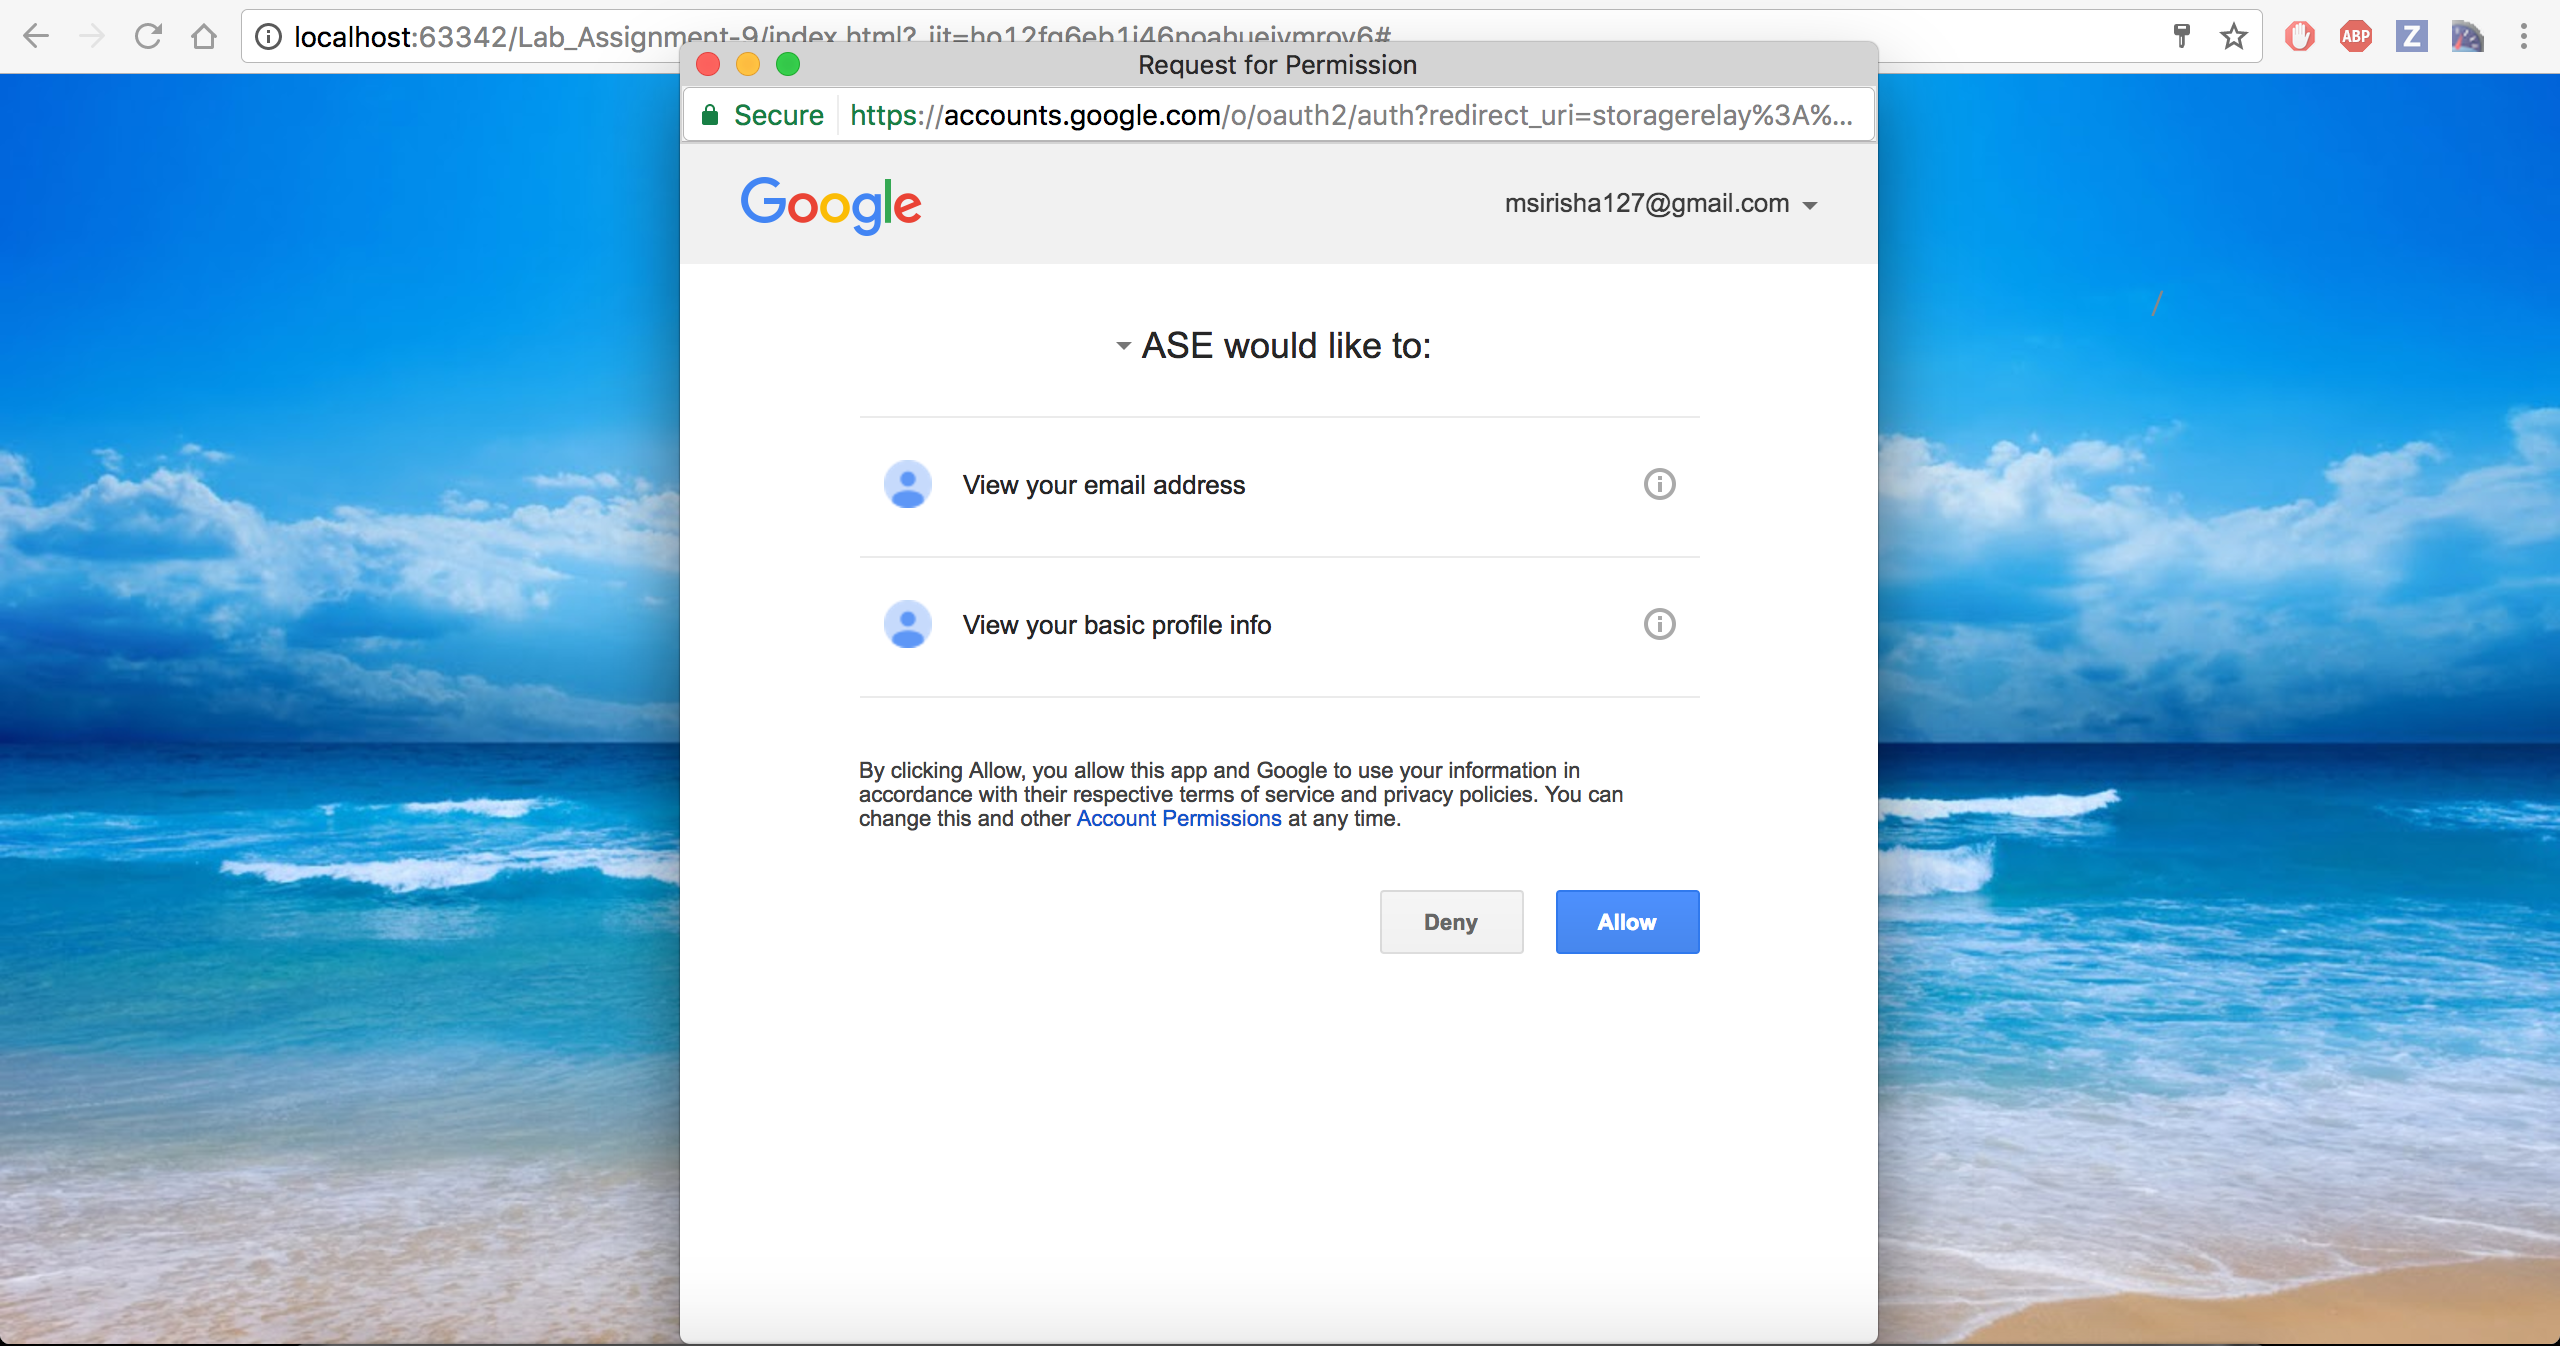 localhost:63342/Lab_Assignment-9/index.html?
Request for Permission
Secure https://accounts.google.com/o/oauth2/auth?redirect_uri=storagerelay%3A%...
Google
msirisha127@gmail.com
ASE would like to:
View your email address
View your basic profile info
By clicking Allow, you allow this app and Google to use your information in
accordance with their respective terms of service and privacy policies. You can
change this and other Account Permissions at any time.
Deny
Allow
ABP
Z